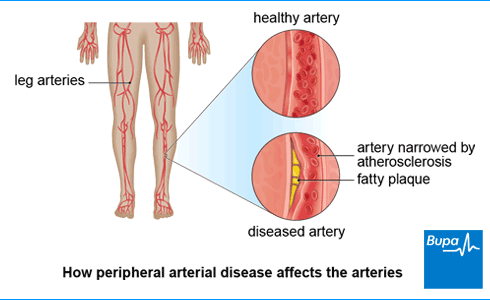 healthy artery
leg arteries
artery narrowed by
atherosclerosis
fatty plaque
diseased artery
Bupa
How peripheral arterial disease affects the arteries